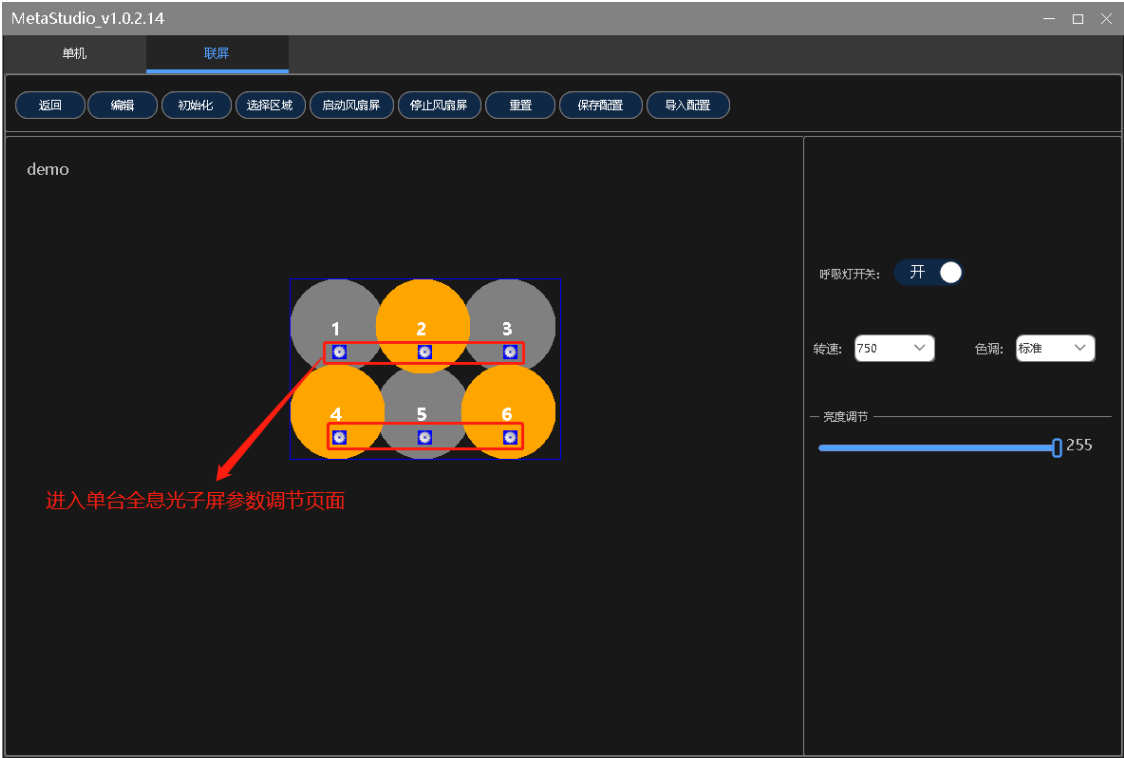 MetaStudio_v1.0.2.14
单机 联屏
返回 编辑 初始化 选择区域 启动风扇屏 停止风扇屏 重置 保存配置 导入配置
demo
呼吸灯开关: 开
1 2 3
转速: 750 色调: 标准
4 5 6
亮度调节
255
进入单台全息光子屏参数调节页面